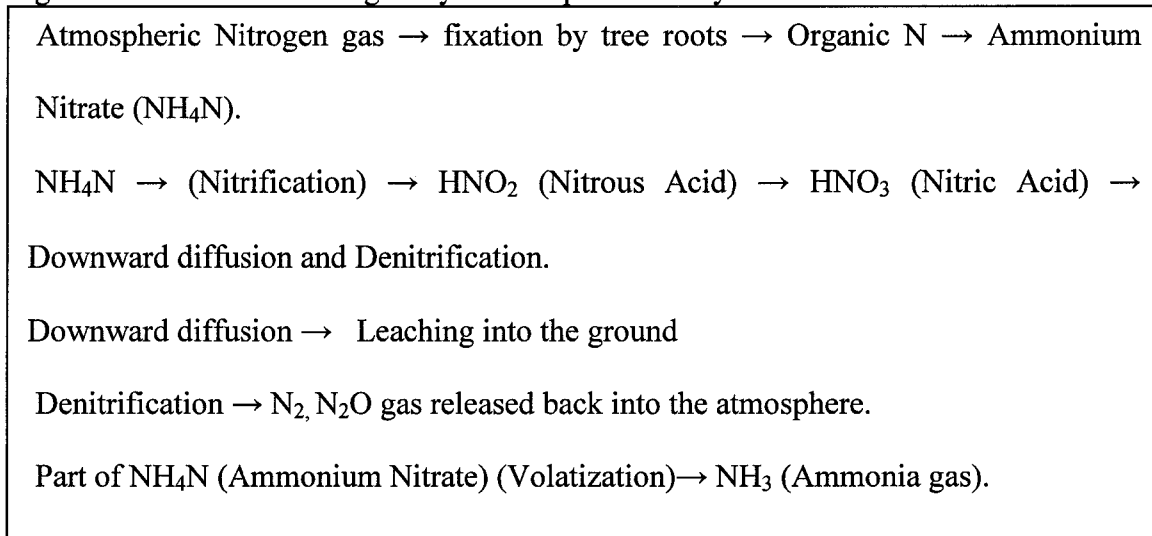 Atmospheric Nitrogen gas → fixation by tree roots → Organic N → Ammonium
Nitrate (NH₄N).
NH₄N → (Nitrification) → HNO₂ (Nitrous Acid) → HNO₃ (Nitric Acid) →
Downward diffusion and Denitrification.
Downward diffusion → Leaching into the ground
Denitrification → N₂, N₂O gas released back into the atmosphere.
Part of NH₄N (Ammonium Nitrate) (Volatization)→ NH₃ (Ammonia gas).